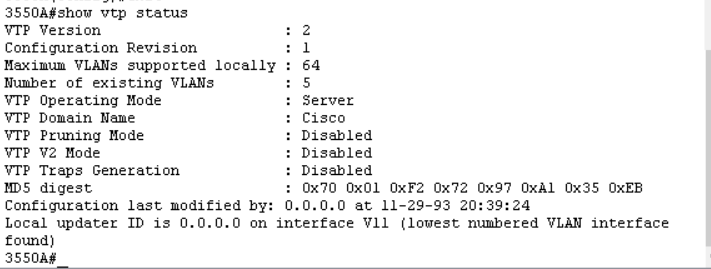 3550A#show vtp status
VTP Version                     : 2
Configuration Revision          : 1
Maximum VLANs supported locally : 64
Number of existing VLANs        : 5
VTP Operating Mode              : Server
VTP Domain Name                 : Cisco
VTP Pruning Mode                : Disabled
VTP V2 Mode                     : Disabled
VTP Traps Generation            : Disabled
MD5 digest                      : 0x70 0x01 0xF2 0x72 0x97 0xA1 0x35 0xEB
Configuration last modified by: 0.0.0.0 at 11-29-93 20:39:24
Local updater ID is 0.0.0.0 on interface Vl1 (lowest numbered VLAN interface
found)
3550A#_